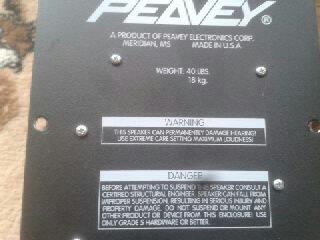 PEAVEY®
A PRODUCT OF PEAVEY ELECTRONICS CORP.
MERIDIAN, MS MADE IN U.S.A.
WEIGHT: 40 LBS.
18 kg.
WARNING
THIS SPEAKER CAN PERMANENTLY DAMAGE HEARING!
USE EXTREME CARE SETTING MAXIMUM LOUDNESS!
DANGER
BEFORE ATTEMPTING TO SUSPEND THIS SPEAKER CONSULT A
CERTIFIED STRUCTURAL ENGINEER. SPEAKER CAN FALL FROM
IMPROPER SUSPENSION, RESULTING IN SERIOUS INJURY AND
PROPERTY DAMAGE. DO NOT SUSPEND OR MOUNT ANY
OTHER PRODUCT OR DEVICE FROM THIS ENCLOSURE! USE
ONLY GRADE 5 HARDWARE OR BETTER.